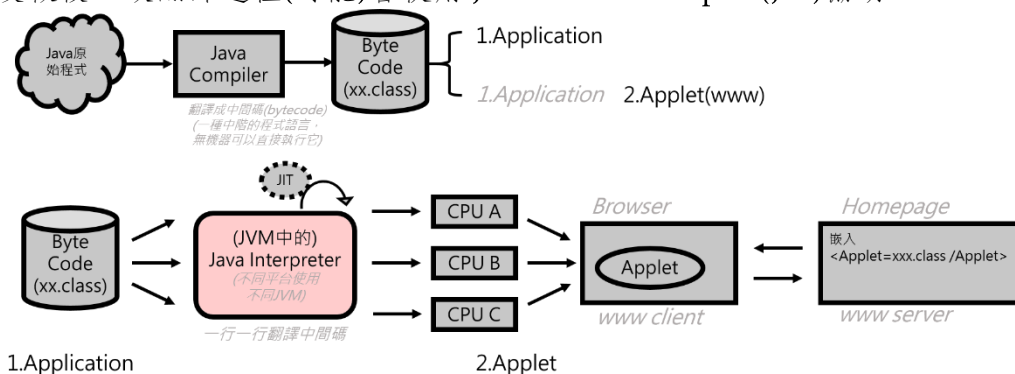 Java原
始程式
Java
Compiler
翻譯成中間碼(bytecode)
(一種中階的程式語言，
無機器可以直接執行它)
Byte
Code
(xx.class)
1.Application
1.Application 2.Applet(www)
JIT
Byte
Code
(xx.class)
(JVM中的)
Java Interpreter
(不同平台使用
不同JVM)
一行一行翻譯中間碼
CPU A
CPU B
CPU C
Browser
Applet
www client
Homepage
嵌入
<Applet=xxx.class /Applet>
www server
1.Application
2.Applet